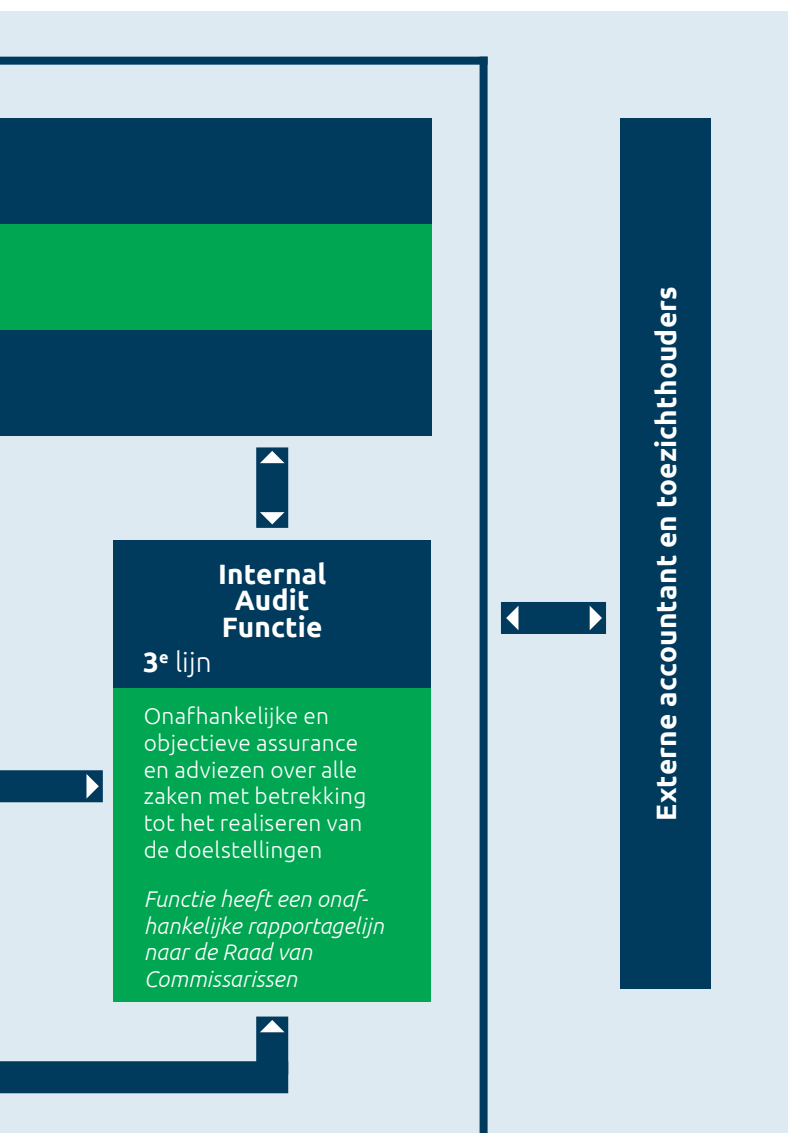 Internal
Audit
Functie
3e lijn
Onafhankelijke en
objectieve assurance
en adviezen over alle
zaken met betrekking
tot het realiseren van
de doelstellingen
Functie heeft een onaf-
hankelijke rapportagelijn
naar de Raad van
Commissarissen
Externe accountant en toezichthouders